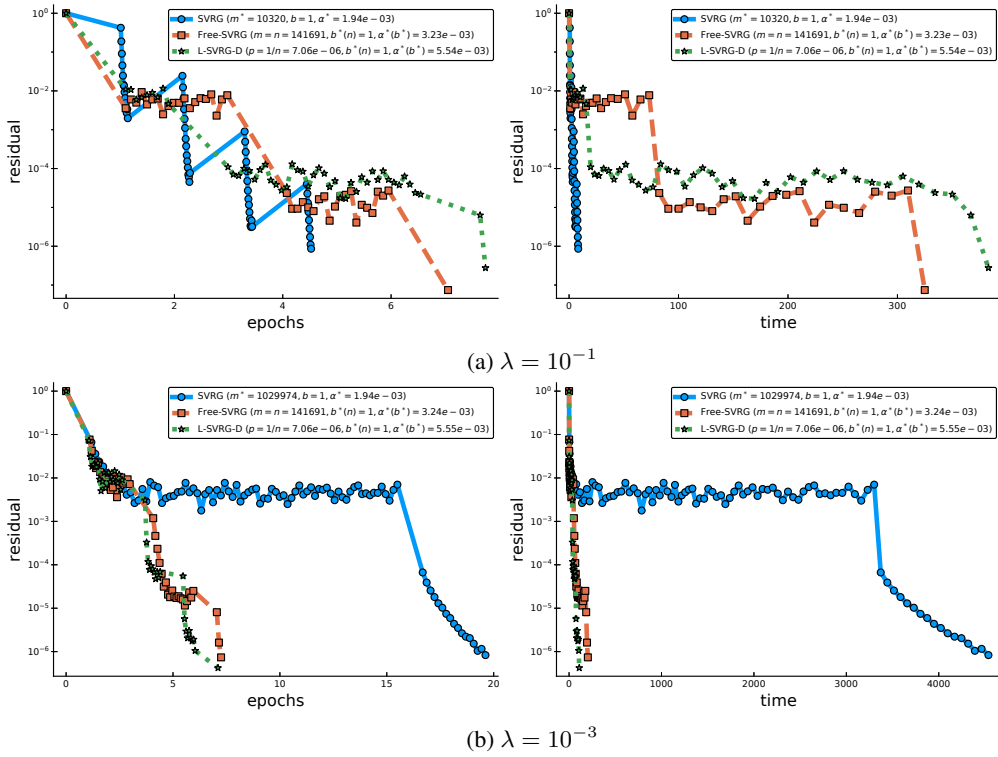 SVRG (m* = 10320, b = 1, α* = 1.94e − 03)
Free-SVRG (m = n = 141691, b*(n) = 1, α*(b*) = 3.23e − 03)
L-SVRG-D (p = 1/n = 7.06e − 06, b*(n) = 1, α*(b*) = 5.54e − 03)
10⁰
10⁻²
10⁻⁴
10⁻⁶
residual
0 2 4 6
epochs
SVRG (m* = 10320, b = 1, α* = 1.94e − 03)
Free-SVRG (m = n = 141691, b*(n) = 1, α*(b*) = 3.23e − 03)
L-SVRG-D (p = 1/n = 7.06e − 06, b*(n) = 1, α*(b*) = 5.54e − 03)
10⁰
10⁻²
10⁻⁴
10⁻⁶
residual
0 100 200 300
time
(a) λ = 10⁻¹
SVRG (m* = 1029974, b = 1, α* = 1.94e − 03)
Free-SVRG (m = n = 141691, b*(n) = 1, α*(b*) = 3.24e − 03)
L-SVRG-D (p = 1/n = 7.06e − 06, b*(n) = 1, α*(b*) = 5.55e − 03)
10⁰
10⁻¹
10⁻²
10⁻³
10⁻⁴
10⁻⁵
10⁻⁶
residual
0 5 10 15 20
epochs
SVRG (m* = 1029974, b = 1, α* = 1.94e − 03)
Free-SVRG (m = n = 141691, b*(n) = 1, α*(b*) = 3.24e − 03)
L-SVRG-D (p = 1/n = 7.06e − 06, b*(n) = 1, α*(b*) = 5.55e − 03)
10⁰
10⁻¹
10⁻²
10⁻³
10⁻⁴
10⁻⁵
10⁻⁶
residual
0 1000 2000 3000 4000
time
(b) λ = 10⁻³